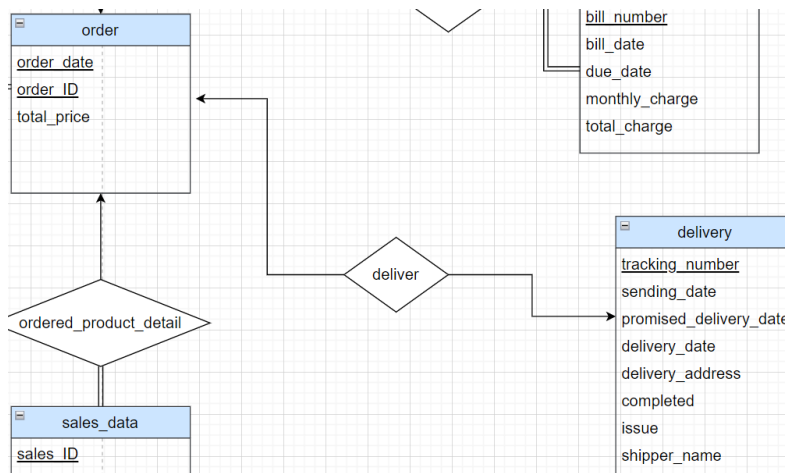 order
order_date
order_ID
total_price
bill_number
bill_date
due_date
monthly_charge
total_charge
deliver
delivery
tracking_number
sending_date
promised_delivery_date
delivery_date
delivery_address
completed
issue
shipper_name
ordered_product_detail
sales_data
sales_ID